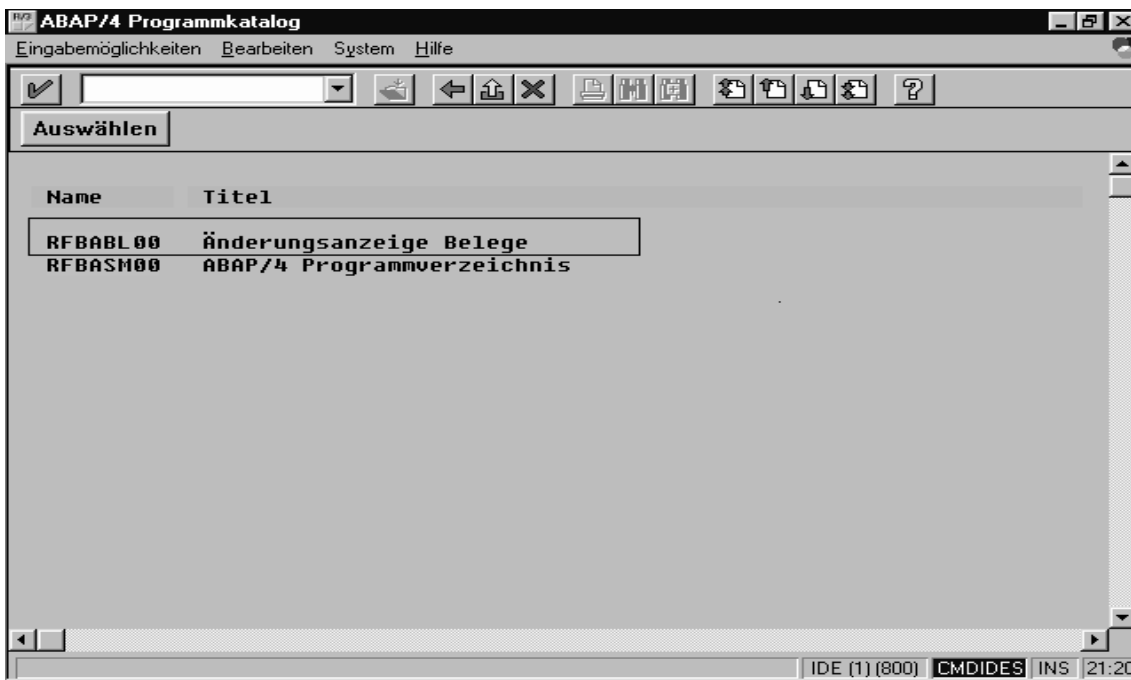 R/3 ABAP/4 Programmkatalog
Eingabemöglichkeiten Bearbeiten System Hilfe
Auswählen
Name Titel
RFBABL00 Änderungsanzeige Belege
RFBASM00 ABAP/4 Programmverzeichnis
IDE (1) (800) CMDIDES INS 21:20